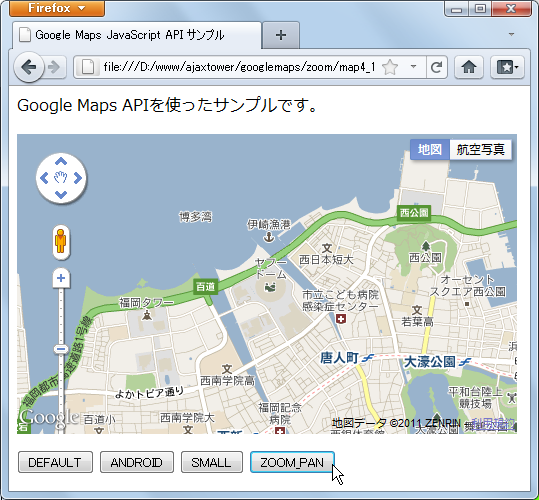 Firefox
Google Maps JavaScript API サンプル
file:///D:/www/ajaxtower/googlemaps/zoom/map4_1
Google Maps APIを使ったサンプルです。
地図 航空写真
博多湾
伊崎漁港
西公園
西日本短大
西公園
ヤフー
ドーム
オーセント
スクエア西公園
百道
福岡タワー
市立こども病院
感染症センター
若葉高
福岡都市高速道路1号線
唐人町
大濠公園
よかトピア通り
西南学院高
平和台陸上
競技場
福岡記念
病院
百道小
西南学院大
西新
Google
地図データ ©2011 ZENRIN
DEFAULT ANDROID SMALL ZOOM_PAN